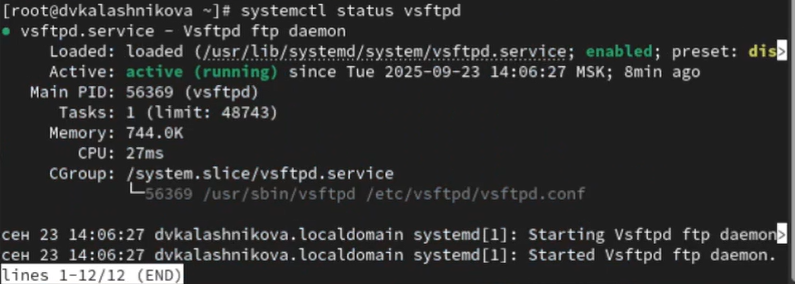 [root@dvkalashnikova ~]# systemctl status vsftpd
● vsftpd.service - Vsftpd ftp daemon
     Loaded: loaded (/usr/lib/systemd/system/vsftpd.service; enabled; preset: dis>
     Active: active (running) since Tue 2025-09-23 14:06:27 MSK; 8min ago
   Main PID: 56369 (vsftpd)
      Tasks: 1 (limit: 48743)
     Memory: 744.0K
        CPU: 27ms
     CGroup: /system.slice/vsftpd.service
             └─56369 /usr/sbin/vsftpd /etc/vsftpd/vsftpd.conf

сен 23 14:06:27 dvkalashnikova.localdomain systemd[1]: Starting Vsftpd ftp daemon>
сен 23 14:06:27 dvkalashnikova.localdomain systemd[1]: Started Vsftpd ftp daemon.
lines 1-12/12 (END)